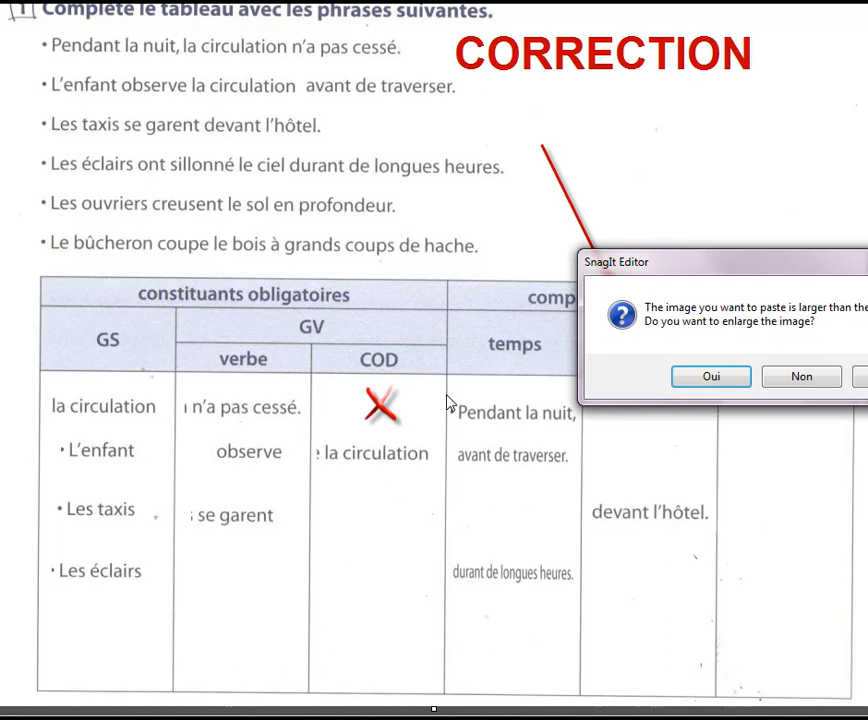 1 Complète le tableau avec les phrases suivantes.
CORRECTION
• Pendant la nuit, la circulation n'a pas cessé.
• L'enfant observe la circulation avant de traverser.
• Les taxis se garent devant l'hôtel.
• Les éclairs ont sillonné le ciel durant de longues heures.
• Les ouvriers creusent le sol en profondeur.
• Le bûcheron coupe le bois à grands coups de hache.
SnagIt Editor
The image you want to paste is larger than the
Do you want to enlarge the image?
Oui Non
constituants obligatoires comp
GS GV temps
verbe COD
la circulation n'a pas cessé. Pendant la nuit,
• L'enfant observe la circulation avant de traverser.
• Les taxis se garent devant l'hôtel.
• Les éclairs durant de longues heures.